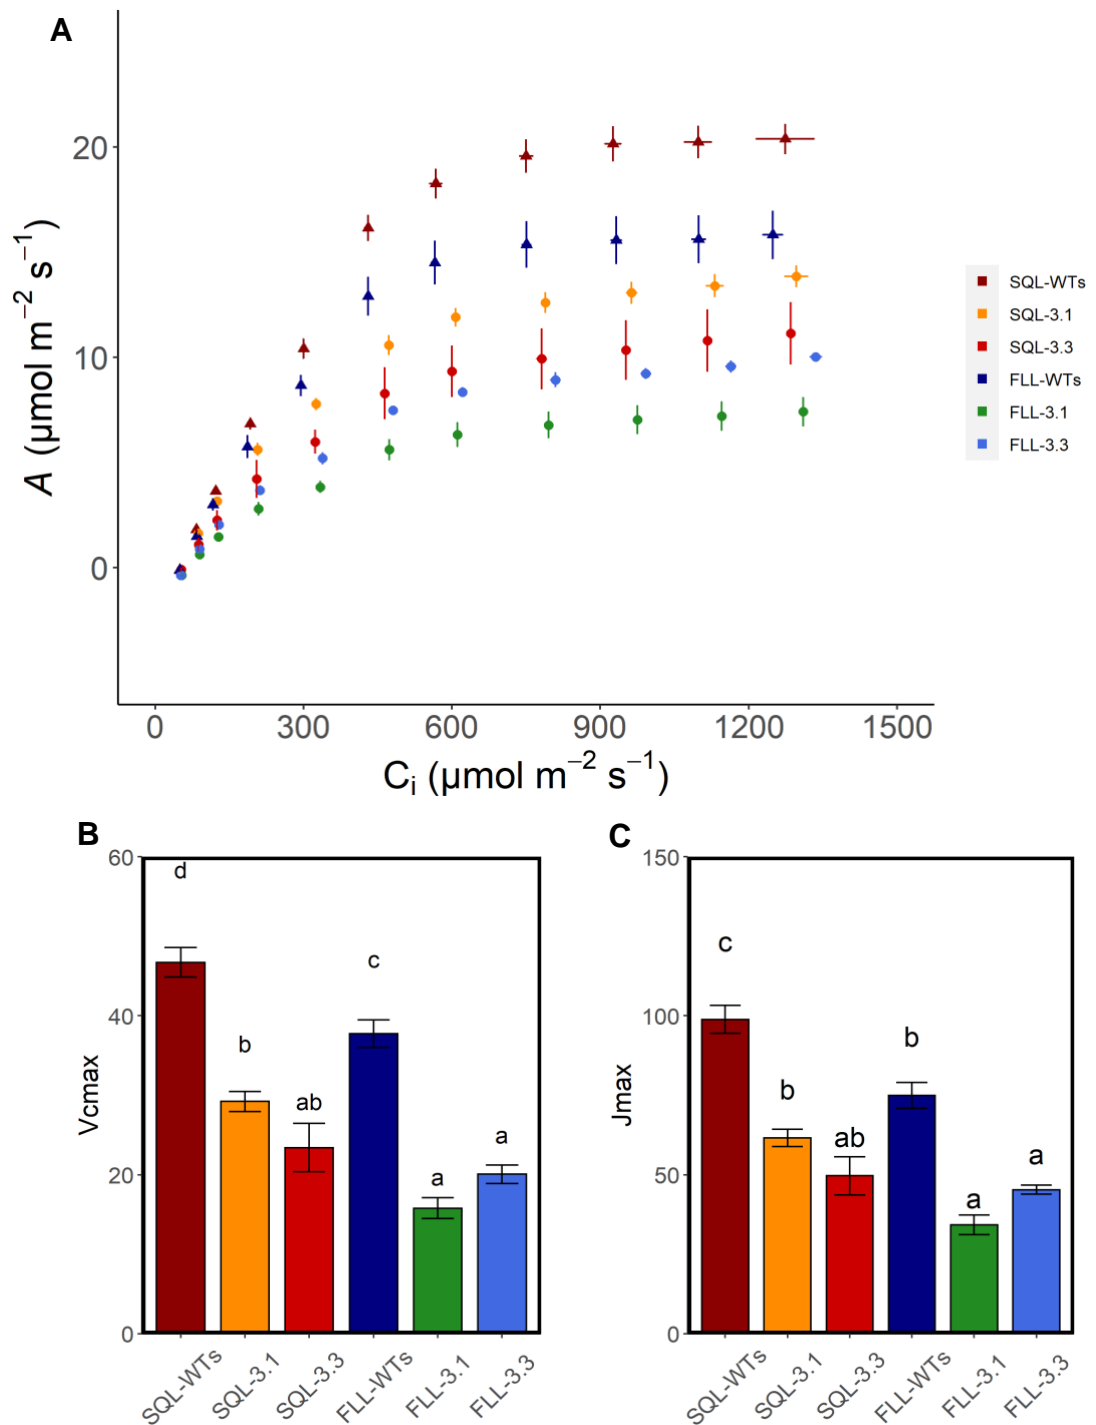 A
20
10
0
A (µmol m⁻² s⁻¹)
0 300 600 900 1200 1500
Cᵢ (µmol m⁻² s⁻¹)
SQL-WTs
SQL-3.1
SQL-3.3
FLL-WTs
FLL-3.1
FLL-3.3
B
60
40
20
0
Vcmax
d
b
ab
c
a
a
SQL-WTs SQL-3.1 SQL-3.3 FLL-WTs FLL-3.1 FLL-3.3
C
150
100
50
0
Jmax
c
b
ab
b
a
a
SQL-WTs SQL-3.1 SQL-3.3 FLL-WTs FLL-3.1 FLL-3.3